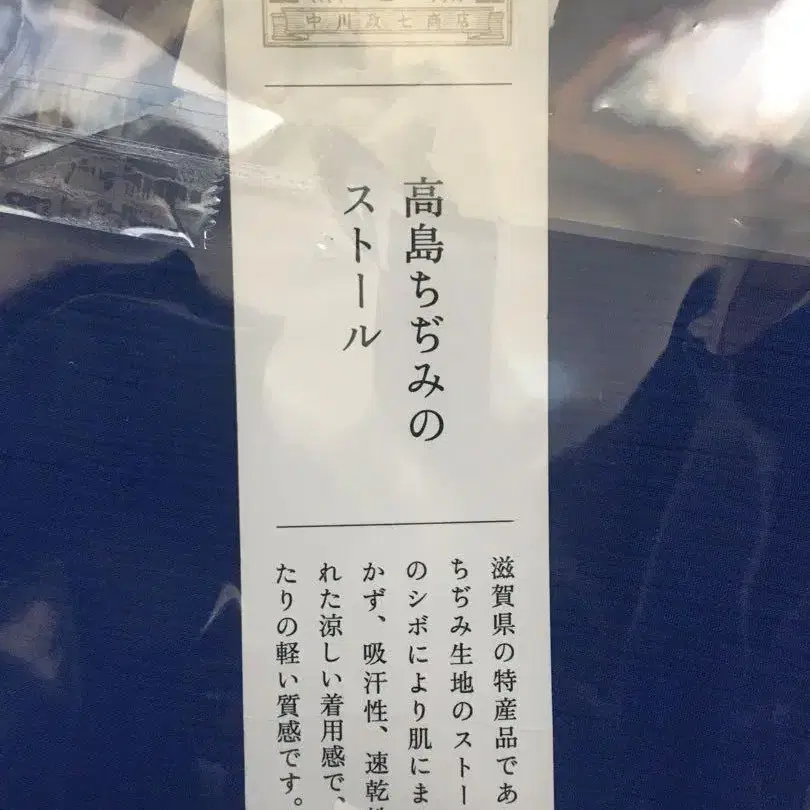 中川政七商店
高島ちぢみの
ストール
滋賀県の特産品であ
ちぢみ生地のストー
のシボにより肌にま
かず、吸汗性、速乾
れた涼しい着用感で、
たりの軽い質感です。